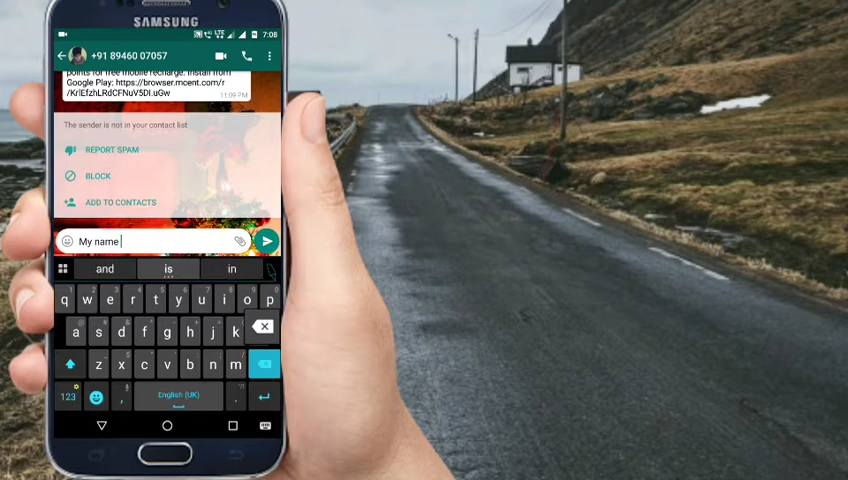 SAMSUNG
LTE 7:08
+91 89460 07057
points for free mobile recharge. Install from
Google Play: https://browser.mcent.com/r
11:09 PM
The sender is not in your contact list
REPORT SPAM
BLOCK
ADD TO CONTACTS
My name
and is in
q w e r t y u i o p
a s d f g h j k
z x c v b n m
123 , English (UK) .